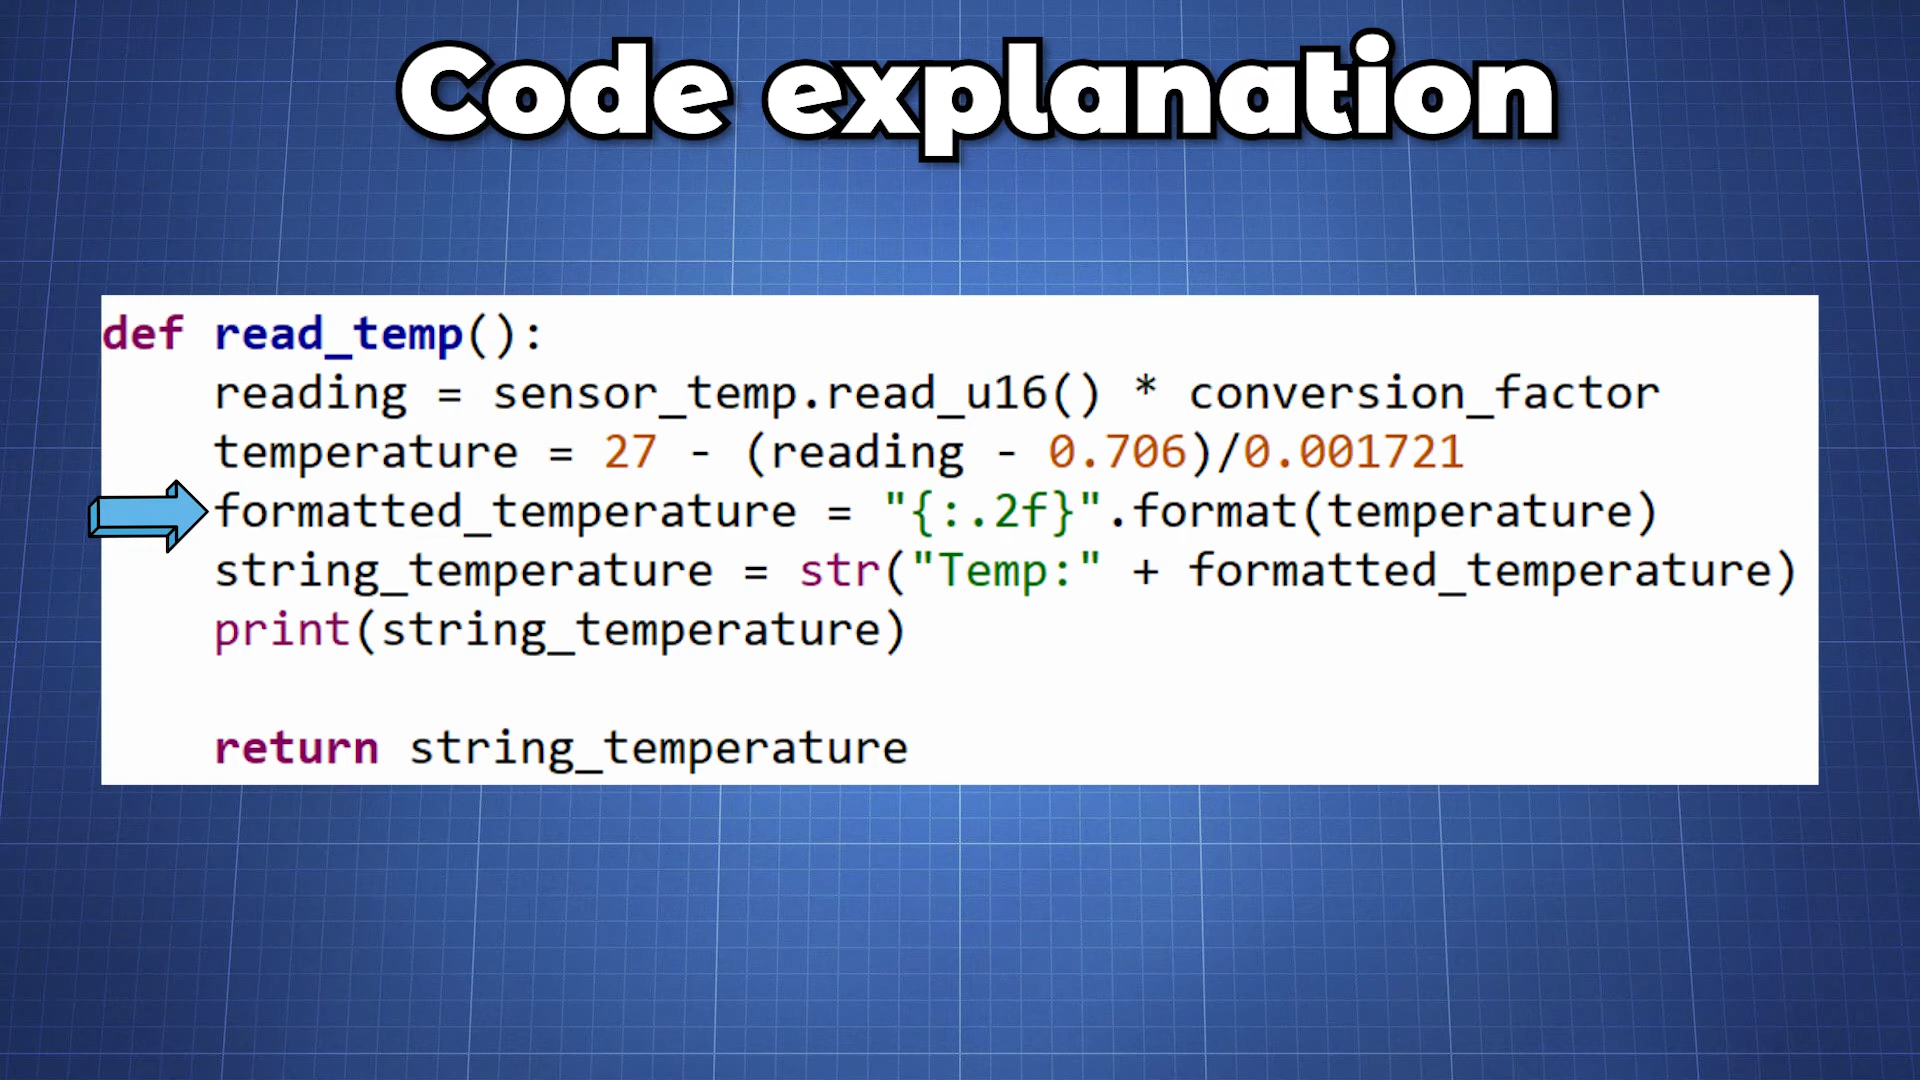 Code explanation
def read_temp():
    reading = sensor_temp.read_u16() * conversion_factor
    temperature = 27 - (reading - 0.706)/0.001721
    formatted_temperature = "{:.2f}".format(temperature)
    string_temperature = str("Temp:" + formatted_temperature)
    print(string_temperature)
    return string_temperature